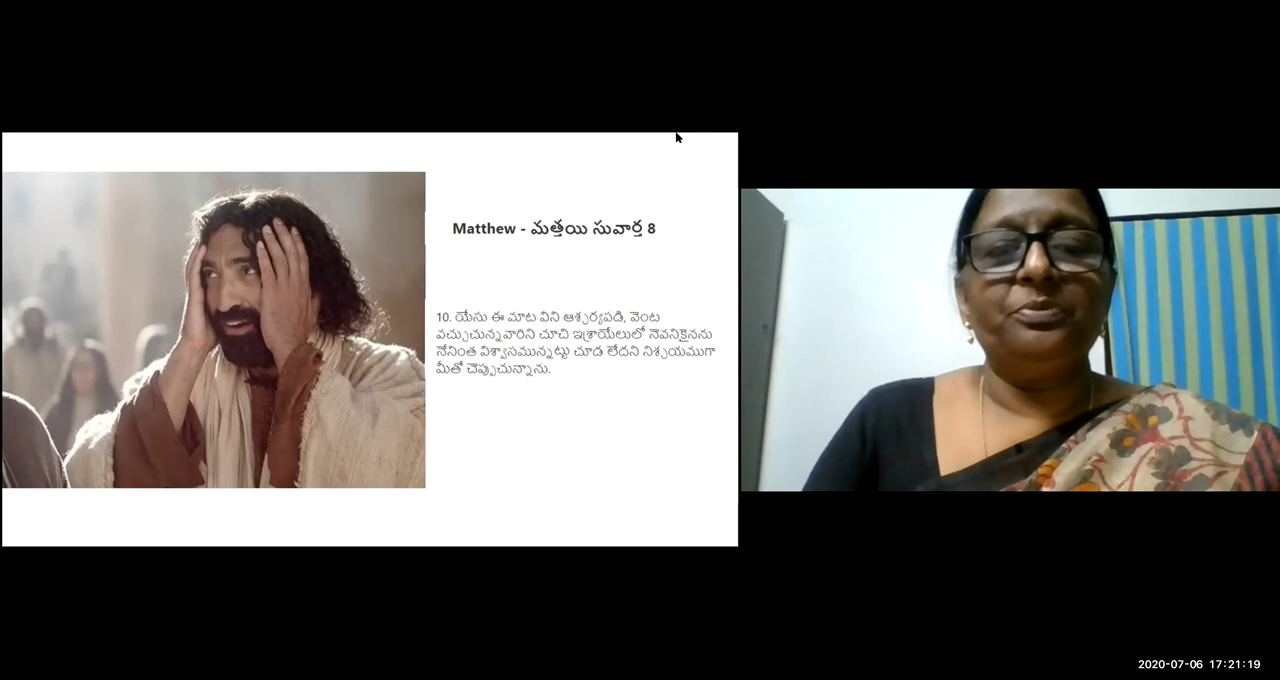 Matthew - మత్తయి సువార్త 8
10. యేసు ఈ మాట విని ఆశ్చర్యపడి, వెంట
వచ్చుచున్నవారిని చూచి ఇశ్రాయేలులో నెవనికైనను
నేనింత విశ్వాసమున్నట్టు చూడ లేదని నిశ్చయముగా
మీతో చెప్పుచున్నాను.
2020-07-06 17:21:19